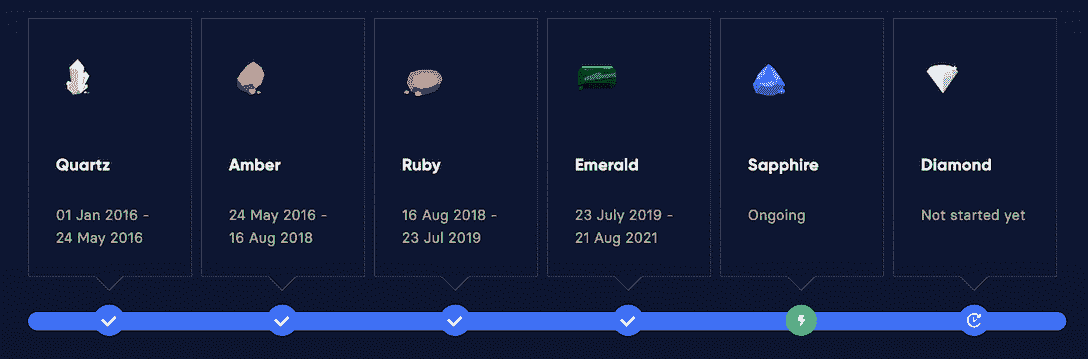 Quartz
01 Jan 2016 -
24 May 2016
Amber
24 May 2016 -
16 Aug 2018
Ruby
16 Aug 2018 -
23 Jul 2019
Emerald
23 July 2019 -
21 Aug 2021
Sapphire
Ongoing
Diamond
Not started yet